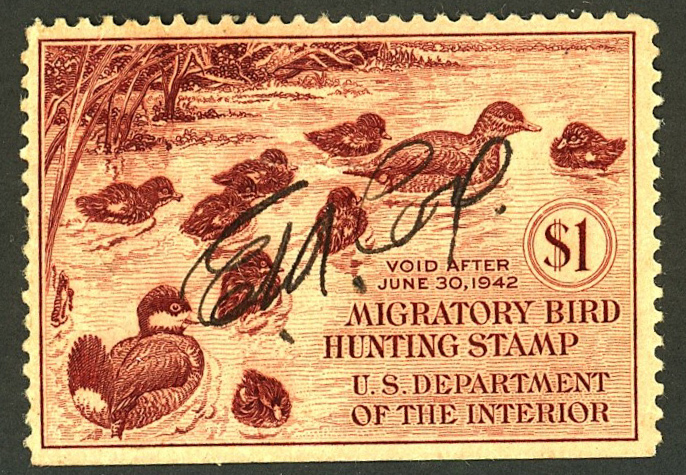 $1
VOID AFTER
JUNE 30, 1942
MIGRATORY BIRD
HUNTING STAMP
U. S. DEPARTMENT
OF THE INTERIOR